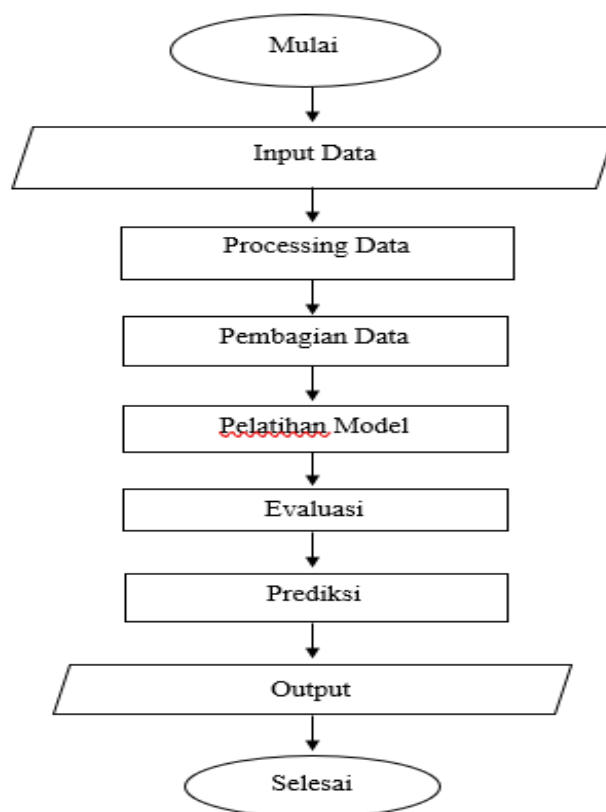 Mulai
Input Data
Processing Data
Pembagian Data
Pelatihan Model
Evaluasi
Prediksi
Output
Selesai